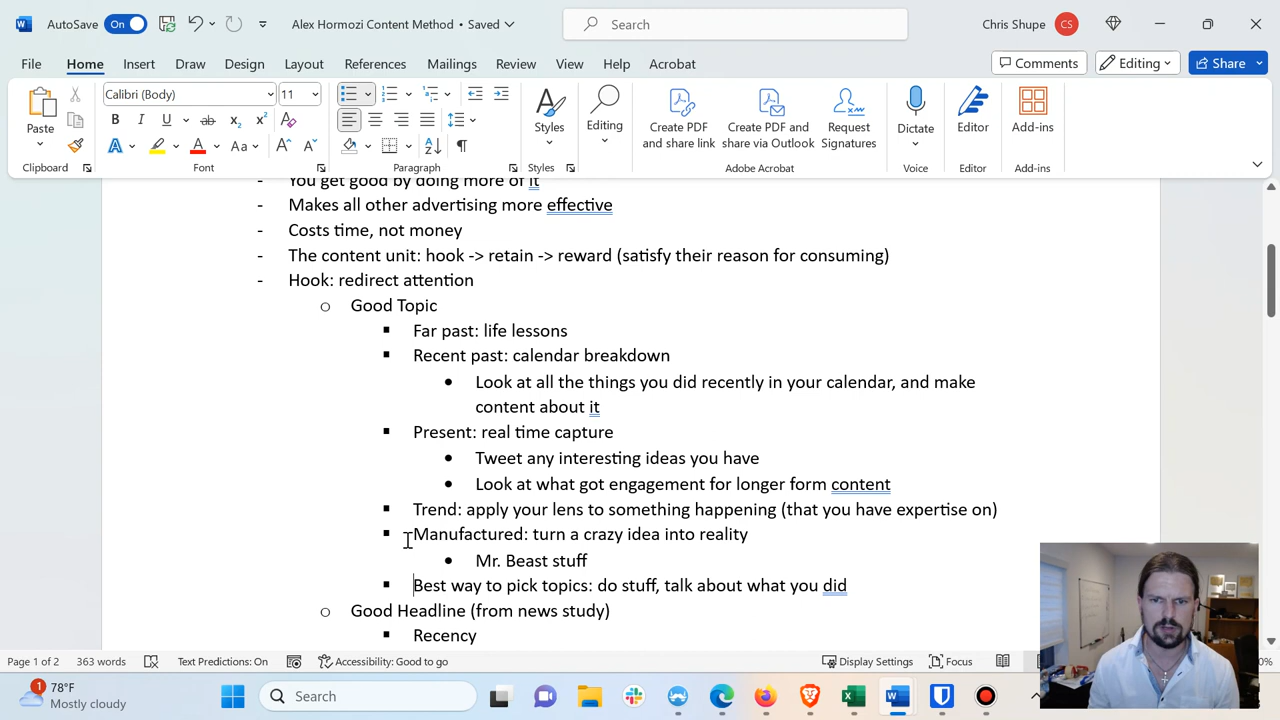 AutoSave On Alex Hormozi Content Method • Saved Search Chris Shupe CS
File Home Insert Draw Design Layout References Mailings Review View Help Acrobat Comments Editing Share
Calibri (Body) 11
Paste Styles Editing Create PDF and share link Create PDF and share via Outlook Request Signatures Dictate Editor Add-ins
Clipboard Font Paragraph Styles Adobe Acrobat Voice Editor Add-ins
- You get good by doing more of it
- Makes all other advertising more effective
- Costs time, not money
- The content unit: hook -> retain -> reward (satisfy their reason for consuming)
- Hook: redirect attention
o Good Topic
▪ Far past: life lessons
▪ Recent past: calendar breakdown
• Look at all the things you did recently in your calendar, and make
content about it
▪ Present: real time capture
• Tweet any interesting ideas you have
• Look at what got engagement for longer form content
▪ Trend: apply your lens to something happening (that you have expertise on)
▪ Manufactured: turn a crazy idea into reality
• Mr. Beast stuff
▪ Best way to pick topics: do stuff, talk about what you did
o Good Headline (from news study)
▪ Recency
Page 1 of 2 363 words Text Predictions: On Accessibility: Good to go Display Settings Focus
1 78°F
Mostly cloudy
Search